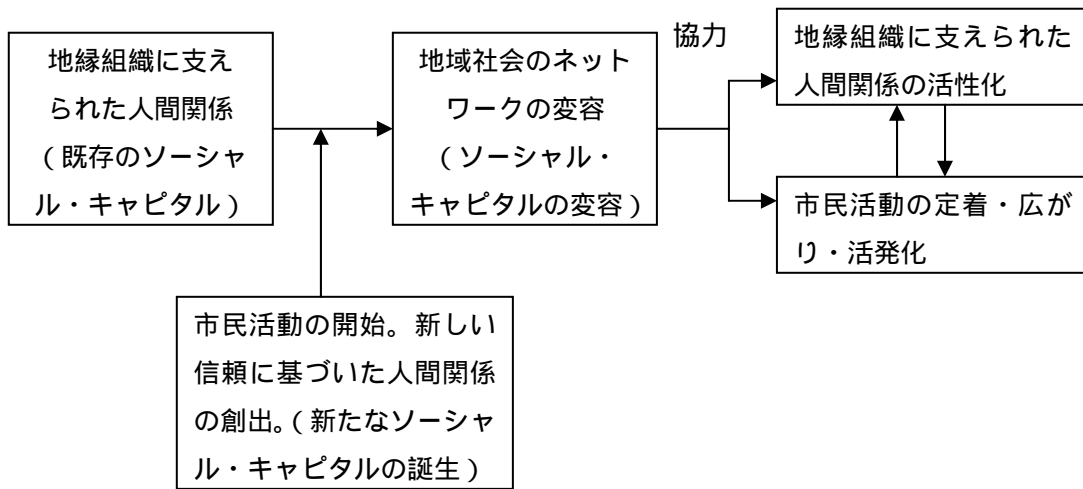 地縁組織に支え
られた人間関係
（既存のソーシャ
ル・キャピタル）
地域社会のネット
ワークの変容
（ソーシャル・
キャピタルの変容）
協力
地縁組織に支えられた
人間関係の活性化
市民活動の定着・広が
り・活発化
市民活動の開始。新しい
信頼に基づいた人間関係
の創出。（新たなソーシャ
ル・キャピタルの誕生）